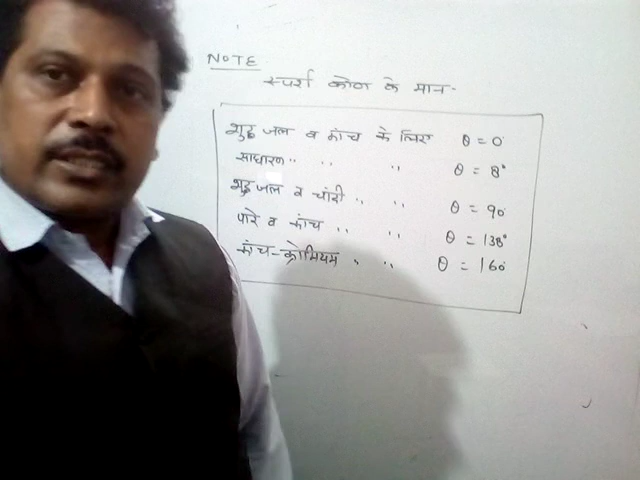 NOTE
स्पर्श कोण के मान-
शुद्ध जल व कांच के लिए θ = 0°
साधारण " " " θ = 8°
शुद्ध जल व चांदी " " θ = 90°
पारे व कांच " " θ = 138°
कांच-क्रोमियम " " θ = 160°